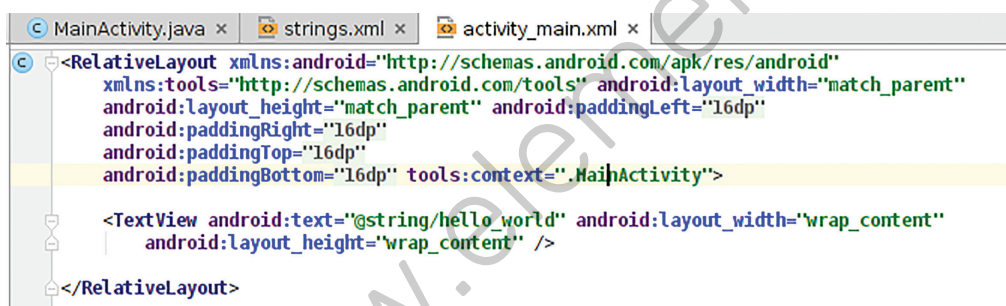 MainActivity.java × strings.xml × activity_main.xml ×
<RelativeLayout xmlns:android="http://schemas.android.com/apk/res/android"
xmlns:tools="http://schemas.android.com/tools" android:layout_width="match_parent"
android:layout_height="match_parent" android:paddingLeft="16dp"
android:paddingRight="16dp"
android:paddingTop="16dp"
android:paddingBottom="16dp" tools:context=".MainActivity">
<TextView android:text="@string/hello_world" android:layout_width="wrap_content"
android:layout_height="wrap_content" />
</RelativeLayout>